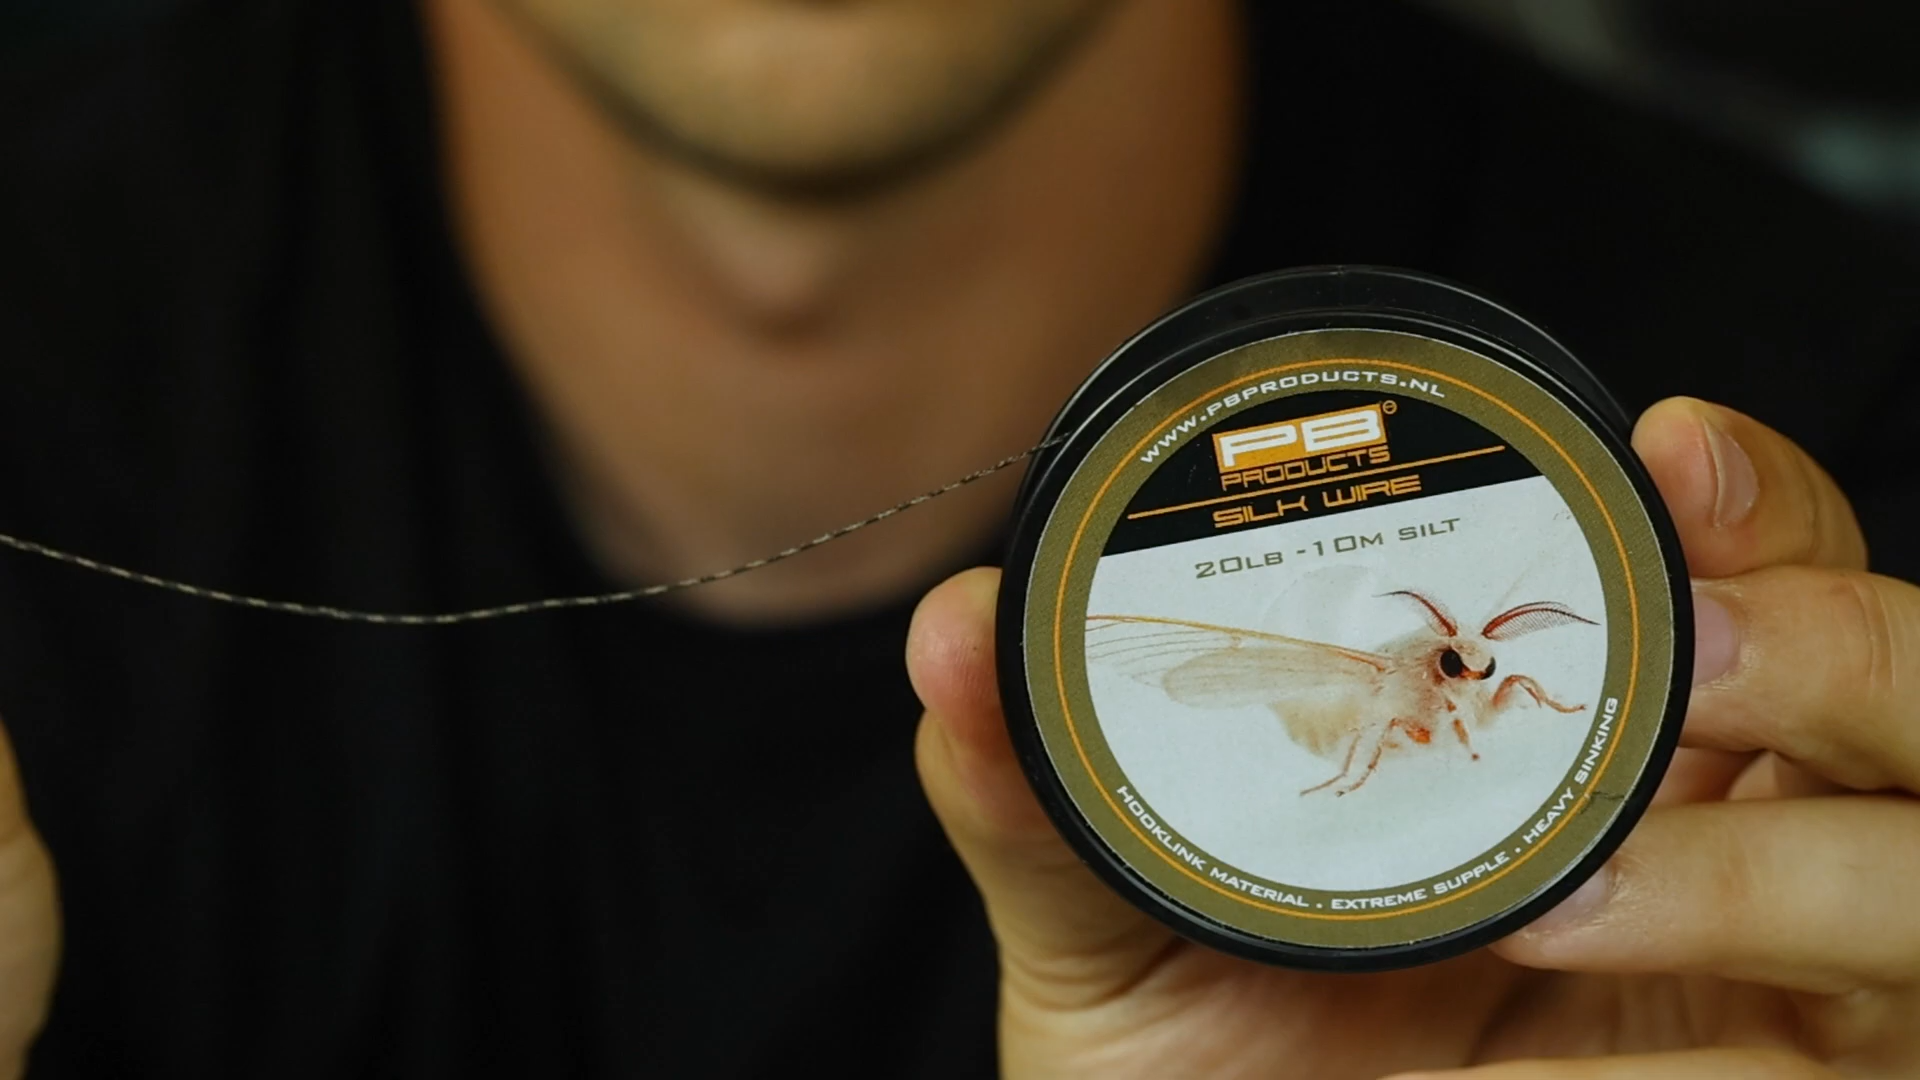 WWW.PBPRODUCTS.NL
PB
PRODUCTS
SILK WIRE
20LB -10M SILT
HOOKLINK MATERIAL . EXTREME SUPPLE . HEAVY SINKING